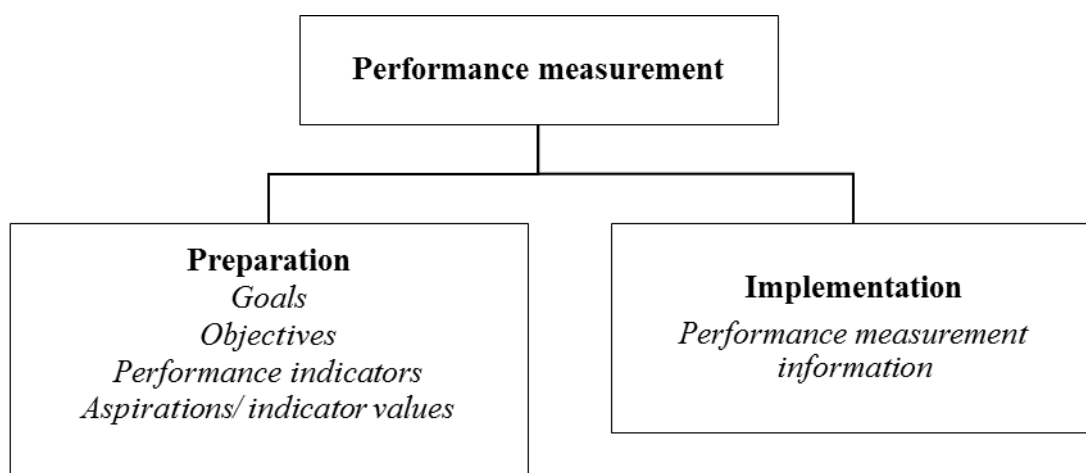 Performance measurement
Preparation
Goals
Objectives
Performance indicators
Aspirations/ indicator values
Implementation
Performance measurement
information